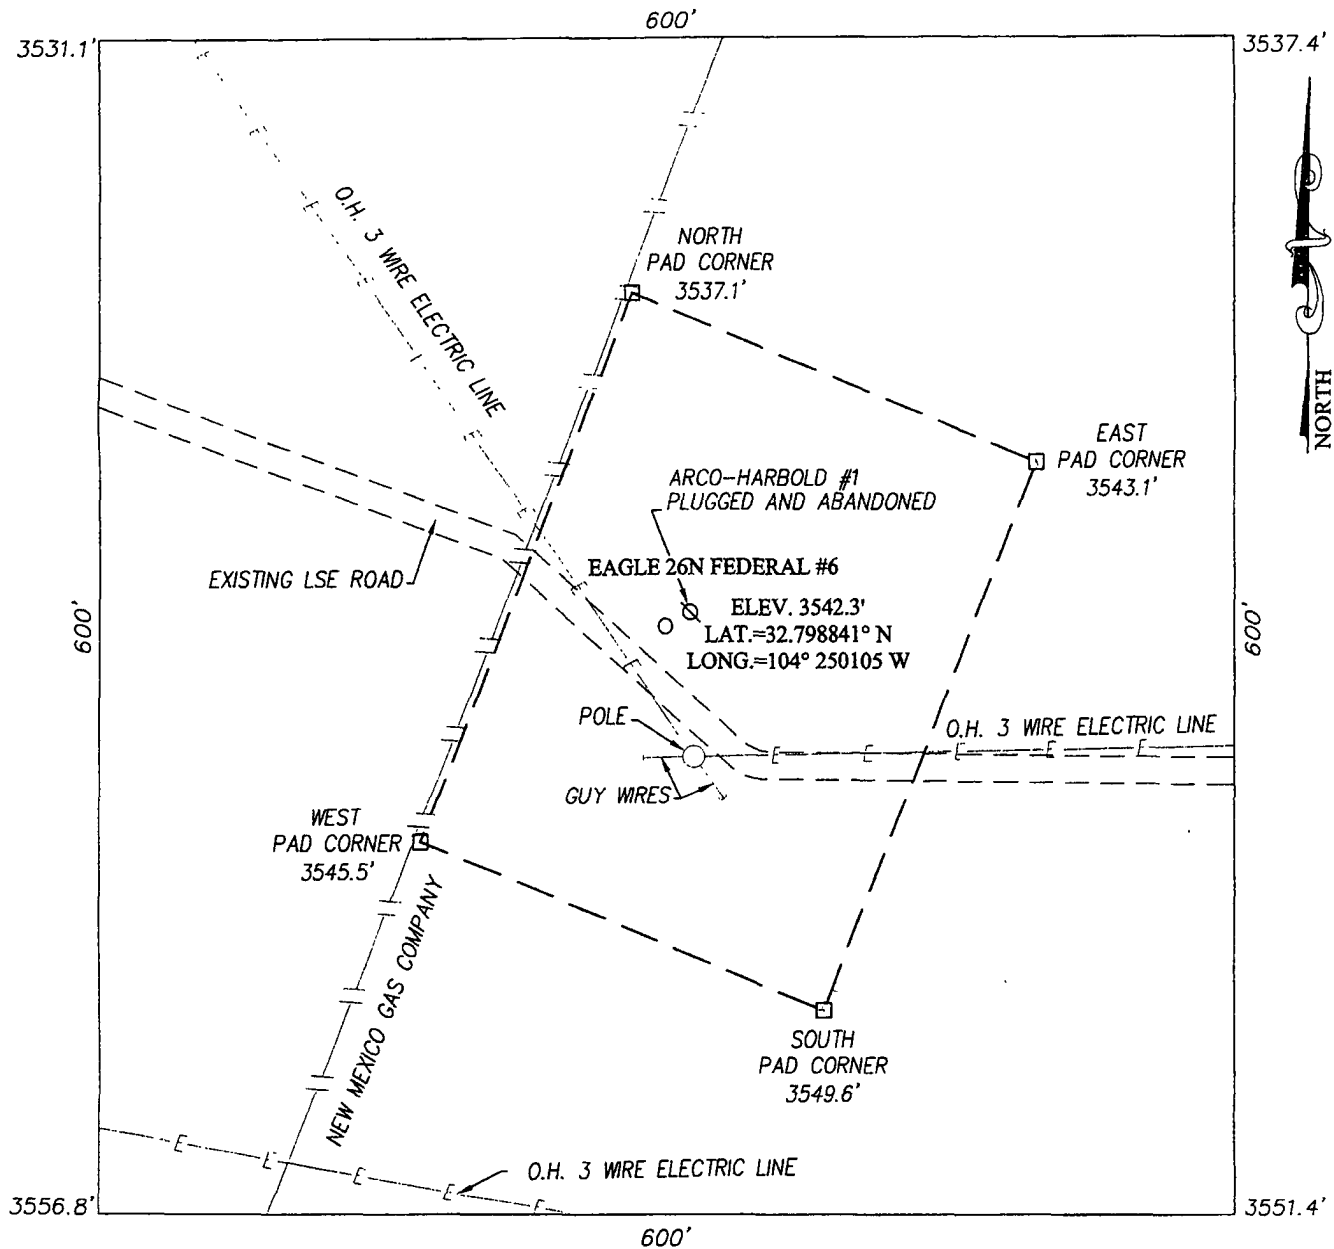 600'
3531.1'
3537.4'
NORTH
O.H. 3 WIRE ELECTRIC LINE
NORTH
PAD CORNER
3537.1'
EAST
PAD CORNER
3543.1'
ARCO-HARBOLD #1
PLUGGED AND ABANDONED
EXISTING LSE ROAD
EAGLE 26N FEDERAL #6
ELEV. 3542.3'
LAT.=32.798841° N
LONG.=104° 250105 W
600'
600'
POLE
O.H. 3 WIRE ELECTRIC LINE
GUY WIRES
WEST
PAD CORNER
3545.5'
NEW MEXICO GAS COMPANY
SOUTH
PAD CORNER
3549.6'
O.H. 3 WIRE ELECTRIC LINE
3556.8'
3551.4'
600'